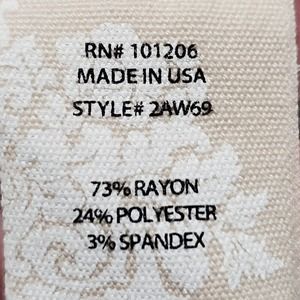 RN# 101206
MADE IN USA
STYLE# 2AW69
73% RAYON
24% POLYESTER
3% SPANDEX